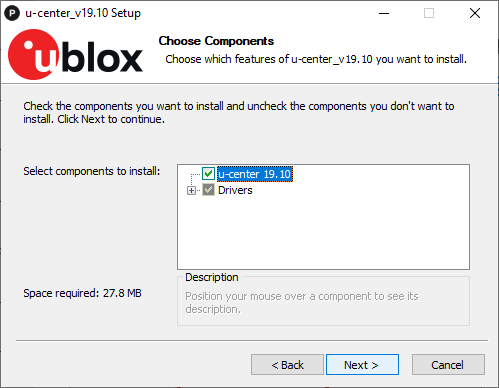 P u-center_v19.10 Setup
ublox
Choose Components
Choose which features of u-center_v19.10 you want to install.
Check the components you want to install and uncheck the components you don't want to
install. Click Next to continue.
Select components to install:
u-center 19.10
Drivers
Space required: 27.8 MB
Description
Position your mouse over a component to see its
description.
< Back
Next >
Cancel